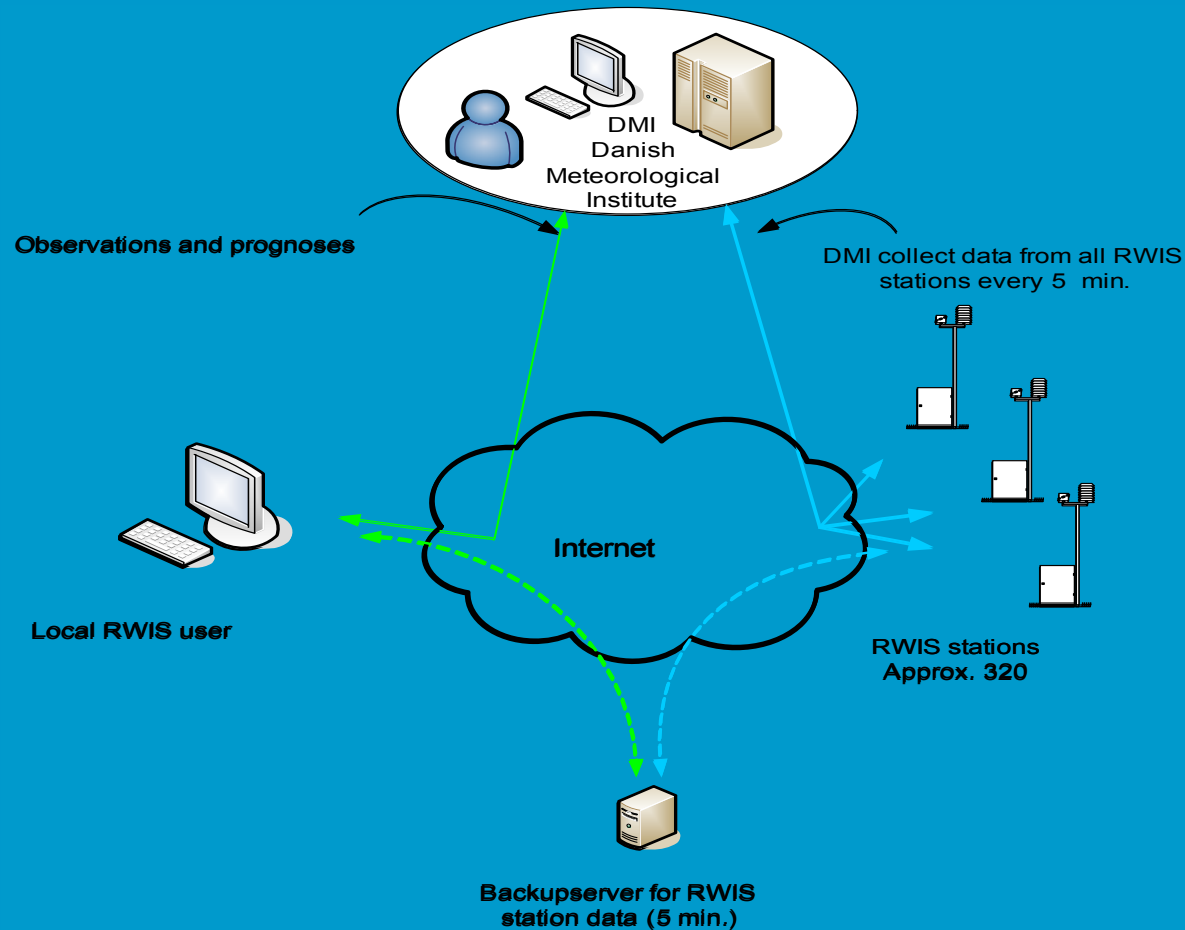 DMI
Danish
Meteorological
Institute
Observations and prognoses
DMI collect data from all RWIS
stations every 5 min.
Internet
Local RWIS user
RWIS stations
Approx. 320
Backupserver for RWIS
station data (5 min.)